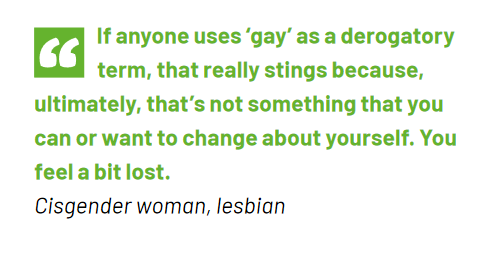 “
If anyone uses ‘gay’ as a derogatory
term, that really stings because,
ultimately, that’s not something that you
can or want to change about yourself. You
feel a bit lost.
Cisgender woman, lesbian